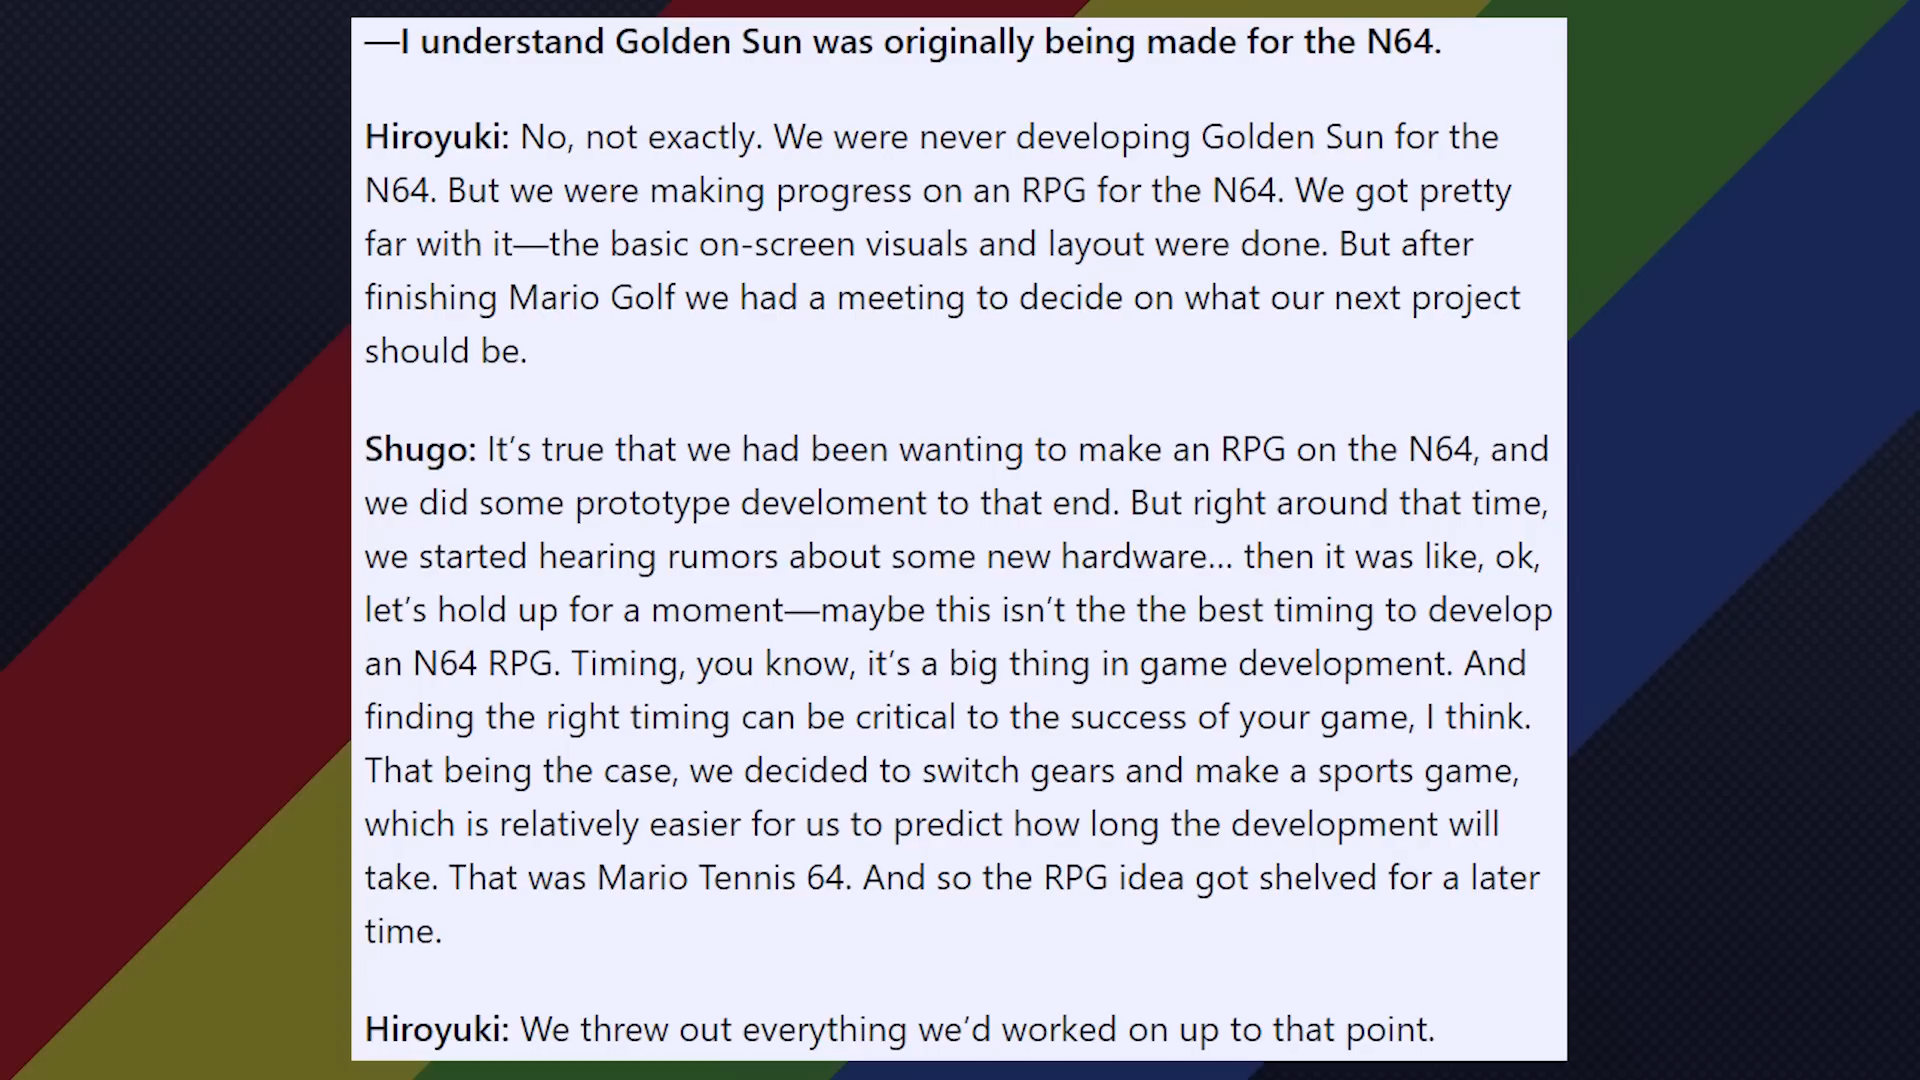 —I understand Golden Sun was originally being made for the N64.
Hiroyuki: No, not exactly. We were never developing Golden Sun for the
N64. But we were making progress on an RPG for the N64. We got pretty
far with it—the basic on-screen visuals and layout were done. But after
finishing Mario Golf we had a meeting to decide on what our next project
should be.
Shugo: It’s true that we had been wanting to make an RPG on the N64, and
we did some prototype develoment to that end. But right around that time,
we started hearing rumors about some new hardware… then it was like, ok,
let’s hold up for a moment—maybe this isn’t the the best timing to develop
an N64 RPG. Timing, you know, it’s a big thing in game development. And
finding the right timing can be critical to the success of your game, I think.
That being the case, we decided to switch gears and make a sports game,
which is relatively easier for us to predict how long the development will
take. That was Mario Tennis 64. And so the RPG idea got shelved for a later
time.
Hiroyuki: We threw out everything we’d worked on up to that point.